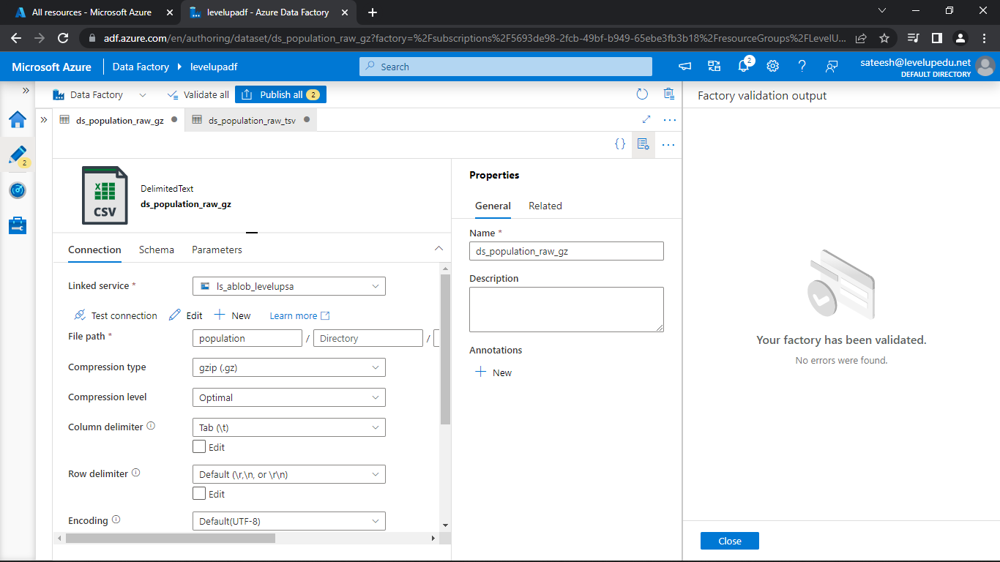 All resources - Microsoft Azure
levelupadf - Azure Data Factory
adf.azure.com/en/authoring/dataset/ds_population_raw_gz?factory=%2Fsubscriptions%2F5693de98-2fcb-49bf-b949-65ebe3fb3b18%2FresourceGroups%2FLevelU...
Microsoft Azure
Data Factory
levelupadf
Search
2
sateesh@levelupedu.net
DEFAULT DIRECTORY
Data Factory
Validate all
Publish all 2
Factory validation output
ds_population_raw_gz
ds_population_raw_tsv
2
{}
CSV
DelimitedText
ds_population_raw_gz
Connection
Schema
Parameters
Linked service *
ls_ablob_levelupsa
Test connection
Edit
New
Learn more
File path *
population / Directory /
Compression type
gzip (.gz)
Compression level
Optimal
Column delimiter
Tab (\t)
Edit
Row delimiter
Default (\r,\n, or \r\n)
Edit
Encoding
Default(UTF-8)
Properties
General
Related
Name *
ds_population_raw_gz
Description
Annotations
New
Your factory has been validated.
No errors were found.
Close